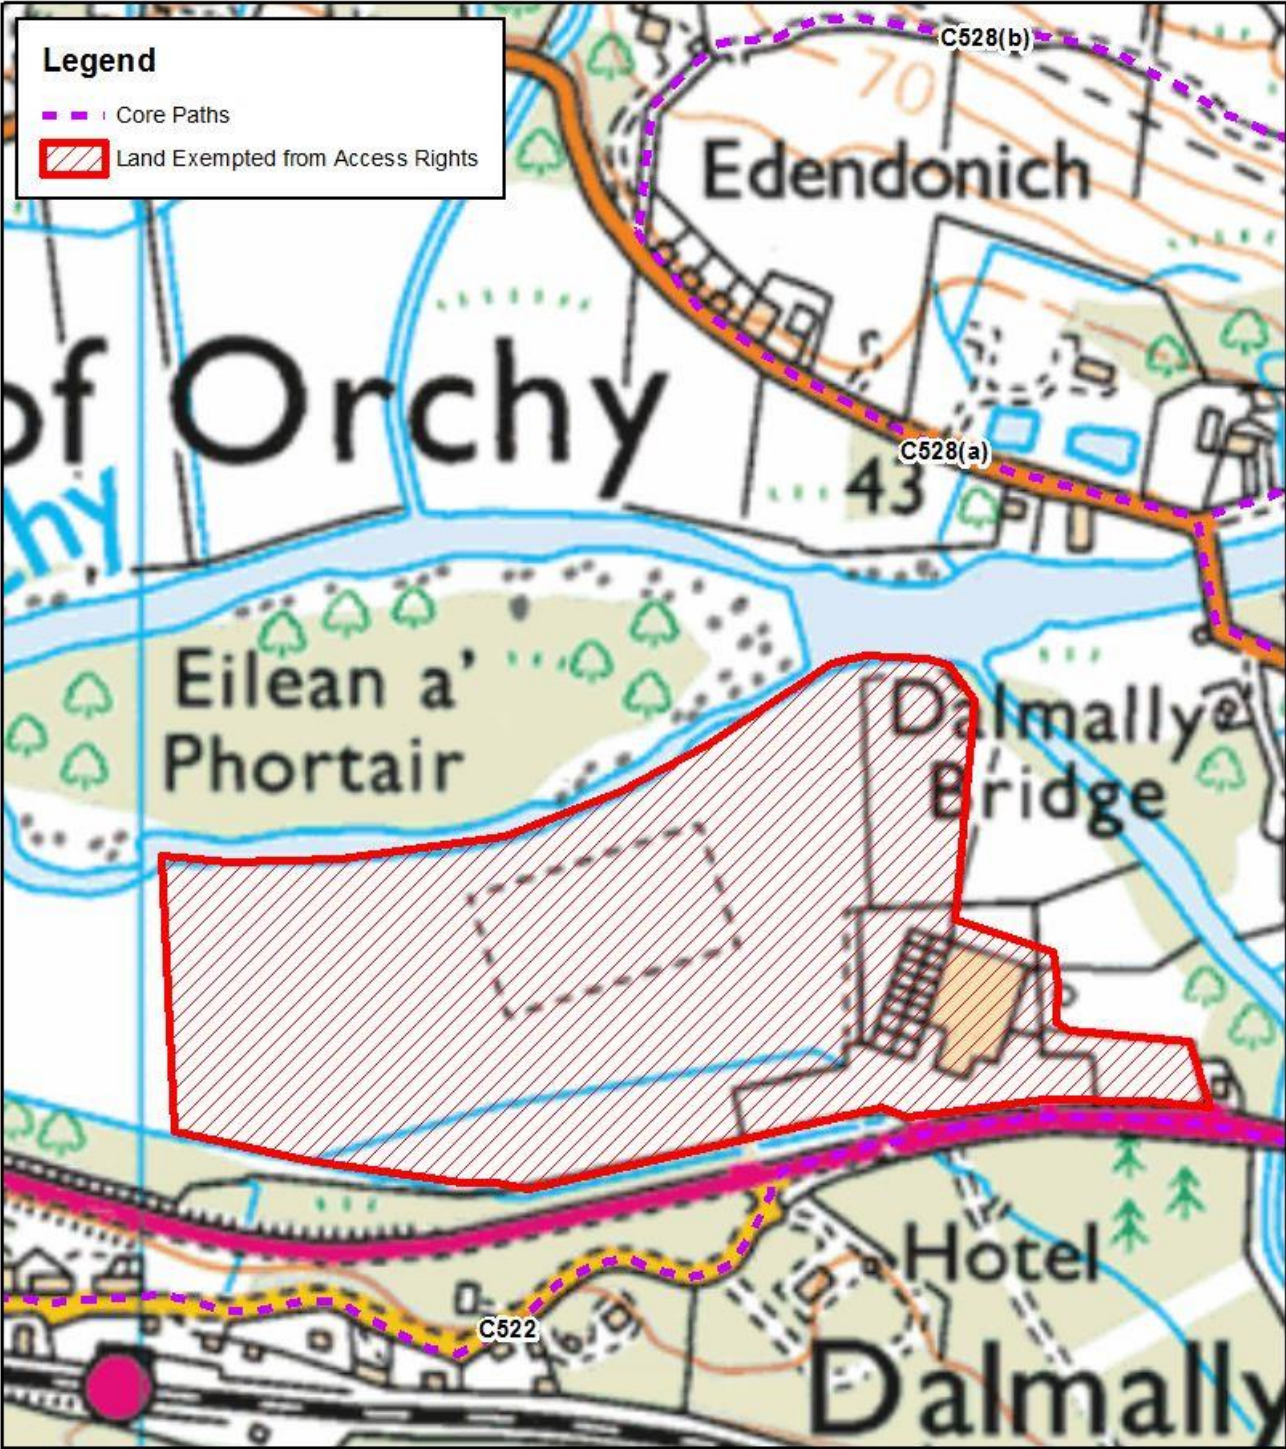 Legend
Core Paths
Land Exempted from Access Rights
C528(b)
70
Edendonich
of Orchy
C528(a)
43
hy
Eilean a'
Phortair
Dalmally
Bridge
Hotel
C522
Dalmally